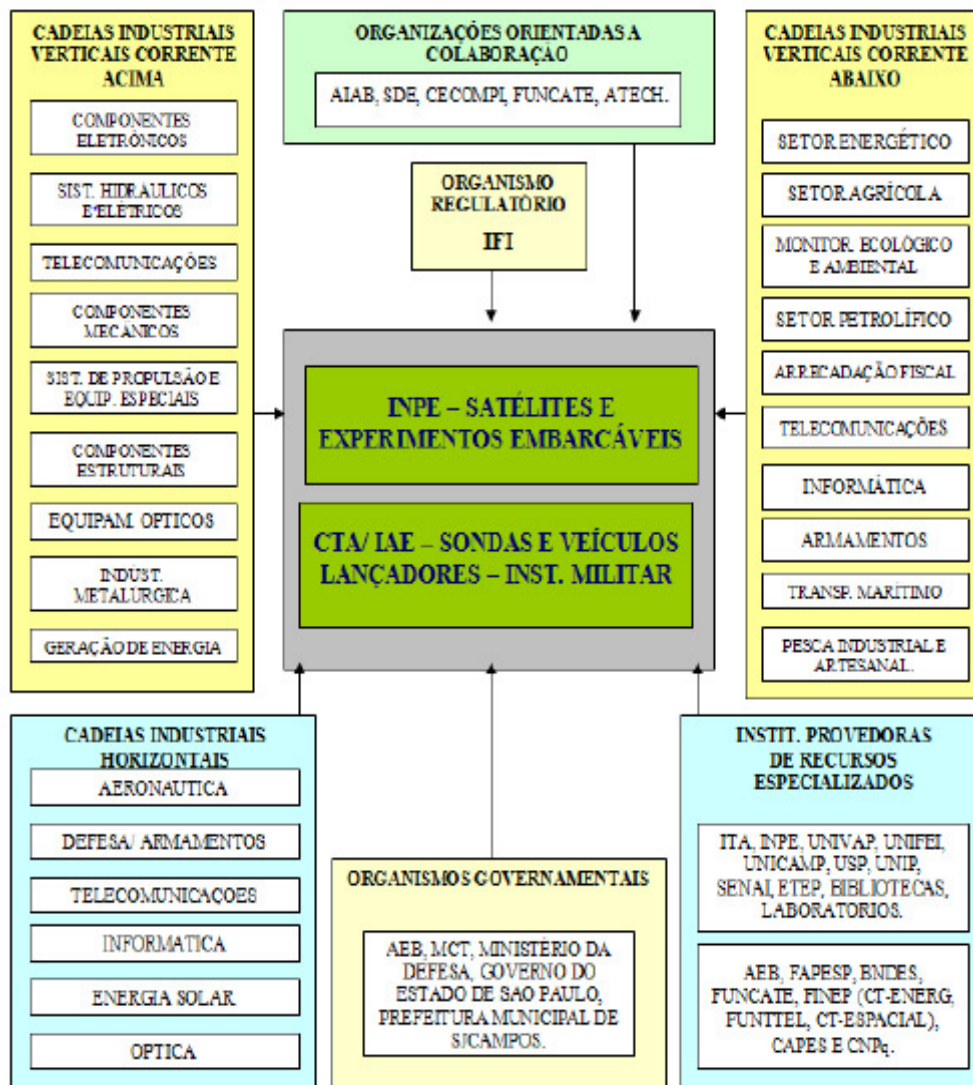 CADEIAS INDUSTRIAIS
VERTICAIS CORRENTE
ACIMA
COMPONENTES
ELETRÔNICOS
SIST. HIDRAULICOS
E ELÉTRICOS
TELECOMUNICAÇÕES
COMPONENTES
MECÂNICOS
SIST. DE PROPULSÃO E
EQUIP. ESPECIAIS
COMPONENTES
ESTRUTURAIS
EQUIPAM. OPTICOS
INDÚST.
METALURGICA
GERAÇÃO DE ENERGIA
ORGANIZAÇÕES ORIENTADAS A
COLABORAÇÃO
AIAB, SDE, CECOMPI, FUNCATE, ATECH.
ORGANISMO
REGULATÓRIO
IFI
INPE – SATÉLITES E
EXPERIMENTOS EMBARCÁVEIS
CTA/ IAE – SONDAS E VEÍCULOS
LANÇADORES – INST. MILITAR
CADEIAS INDUSTRIAIS
VERTICAIS CORRENTE
ABAIXO
SETOR ENERGÉTICO
SETOR AGRÍCOLA
MONITOR. ECOLÓGICO
E AMBIENTAL
SETOR PETROLÍFICO
ARRECADAÇÃO FISCAL
TELECOMUNICAÇÕES
INFORMÁTICA
ARMAMENTOS
TRANSP. MARÍTIMO
PESCA INDUSTRIAL E
ARTESANAL.
CADEIAS INDUSTRIAIS
HORIZONTAIS
AERONAUTICA
DEFESA/ ARMAMENTOS
TELECOMUNICAÇOES
INFORMATICA
ENERGIA SOLAR
OPTICA
ORGANISMOS GOVERNAMENTAIS
AEB, MCT, MINISTÉRIO DA
DEFESA, GOVERNO DO
ESTADO DE SAO PAULO,
PREFEITURA MUNICIPAL DE
SJCAMPOS.
INSTIT. PROVEDORAS
DE RECURSOS
ESPECIALIZADOS
ITA, INPE, UNIVAP, UNIFEI,
UNICAMP, USP, UNIP,
SENAI, ETEP, BIBLIOTECAS,
LABORATORIOS.
AEB, FAPESP, BNDES,
FUNCATE, FINEP (CT-ENERG,
FUNTTEL, CT-ESPACIAL),
CAPES E CNPq.